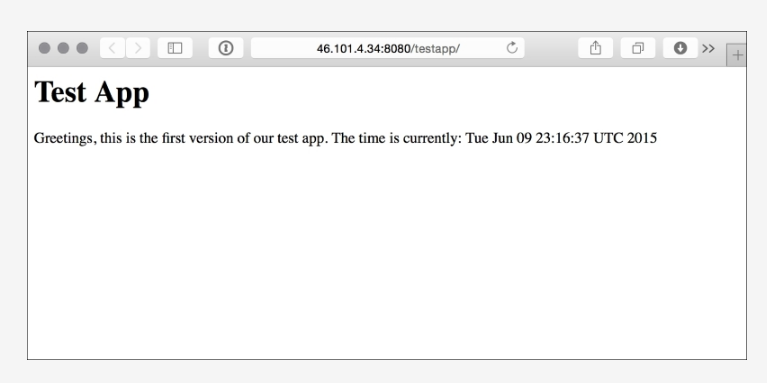 46.101.4.34:8080/testapp/
Test App
Greetings, this is the first version of our test app. The time is currently: Tue Jun 09 23:16:37 UTC 2015